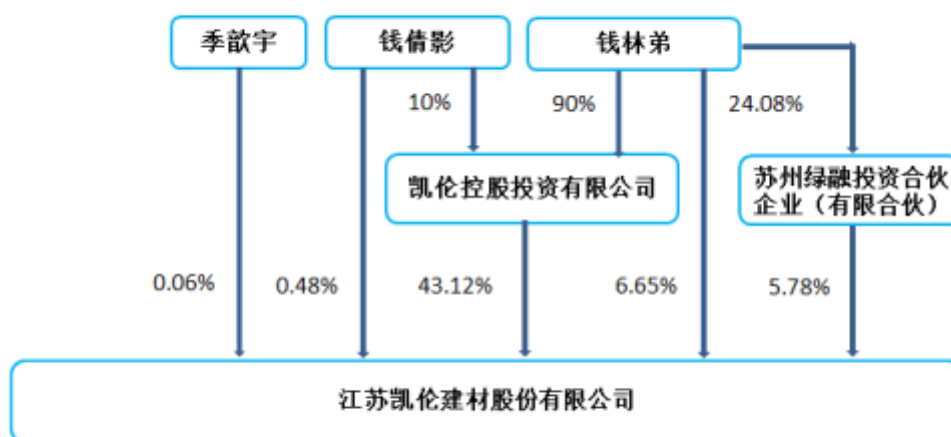 季歆宇
钱倩影
钱林弟
10%
90%
24.08%
凯伦控股投资有限公司
苏州绿融投资合伙
企业（有限合伙）
0.06%
0.48%
43.12%
6.65%
5.78%
江苏凯伦建材股份有限公司